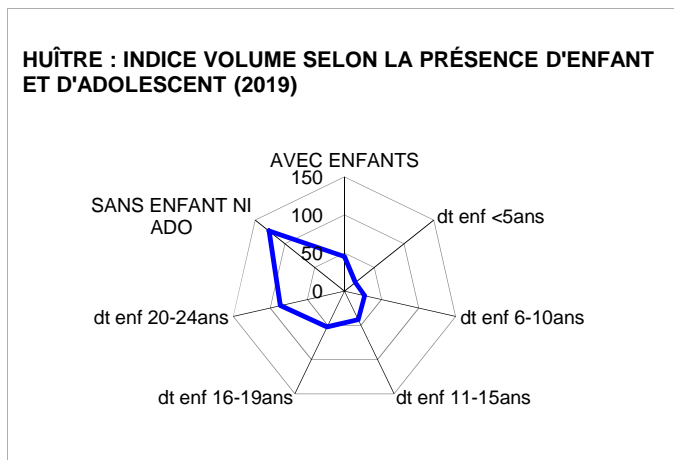 HUÎTRE : INDICE VOLUME SELON LA PRÉSENCE D'ENFANT
ET D'ADOLESCENT (2019)
AVEC ENFANTS
150
100
50
0
dt enf <5ans
dt enf 6-10ans
dt enf 11-15ans
dt enf 16-19ans
dt enf 20-24ans
SANS ENFANT NI
ADO